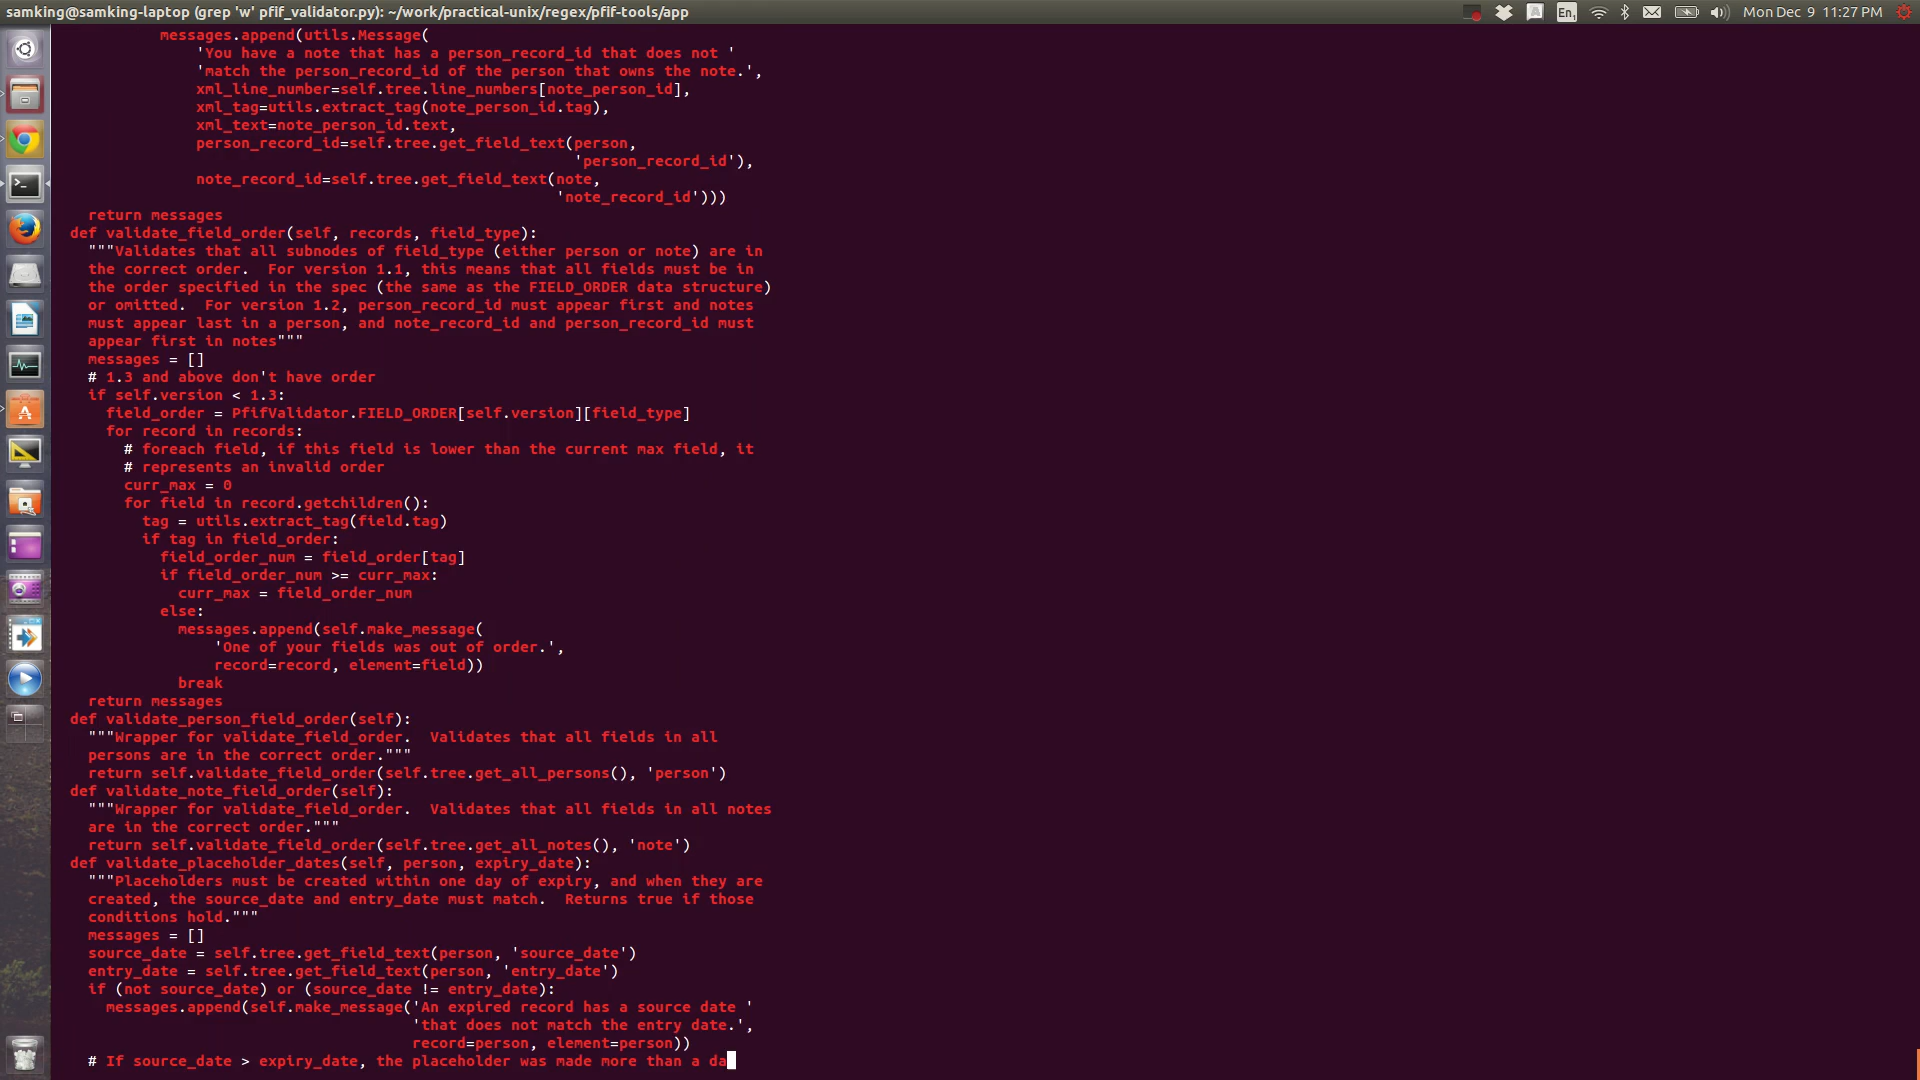 samking@samking-laptop (grep 'w' pfif_validator.py): ~/work/practical-unix/regex/pfif-tools/app
En1
Mon Dec 9 11:27 PM
messages.append(utils.Message(
'You have a note that has a person_record_id that does not '
'match the person_record_id of the person that owns the note.',
xml_line_number=self.tree.line_numbers[note_person_id],
xml_tag=utils.extract_tag(note_person_id.tag),
xml_text=note_person_id.text,
person_record_id=self.tree.get_field_text(person,
'person_record_id'),
note_record_id=self.tree.get_field_text(note,
'note_record_id')))
return messages
def validate_field_order(self, records, field_type):
"""Validates that all subnodes of field_type (either person or note) are in
the correct order.  For version 1.1, this means that all fields must be in
the order specified in the spec (the same as the FIELD_ORDER data structure)
or omitted.  For version 1.2, person_record_id must appear first and notes
must appear last in a person, and note_record_id and person_record_id must
appear first in notes"""
messages = []
# 1.3 and above don't have order
if self.version < 1.3:
field_order = PfifValidator.FIELD_ORDER[self.version][field_type]
for record in records:
# foreach field, if this field is lower than the current max field, it
# represents an invalid order
curr_max = 0
for field in record.getchildren():
tag = utils.extract_tag(field.tag)
if tag in field_order:
field_order_num = field_order[tag]
if field_order_num >= curr_max:
curr_max = field_order_num
else:
messages.append(self.make_message(
'One of your fields was out of order.',
record=record, element=field))
break
return messages
def validate_person_field_order(self):
"""Wrapper for validate_field_order.  Validates that all fields in all
persons are in the correct order."""
return self.validate_field_order(self.tree.get_all_persons(), 'person')
def validate_note_field_order(self):
"""Wrapper for validate_field_order.  Validates that all fields in all notes
are in the correct order."""
return self.validate_field_order(self.tree.get_all_notes(), 'note')
def validate_placeholder_dates(self, person, expiry_date):
"""Placeholders must be created within one day of expiry, and when they are
created, the source_date and entry_date must match.  Returns true if those
conditions hold."""
messages = []
source_date = self.tree.get_field_text(person, 'source_date')
entry_date = self.tree.get_field_text(person, 'entry_date')
if (not source_date) or (source_date != entry_date):
messages.append(self.make_message('An expired record has a source date '
'that does not match the entry date.',
record=person, element=person))
# If source_date > expiry_date, the placeholder was made more than a da